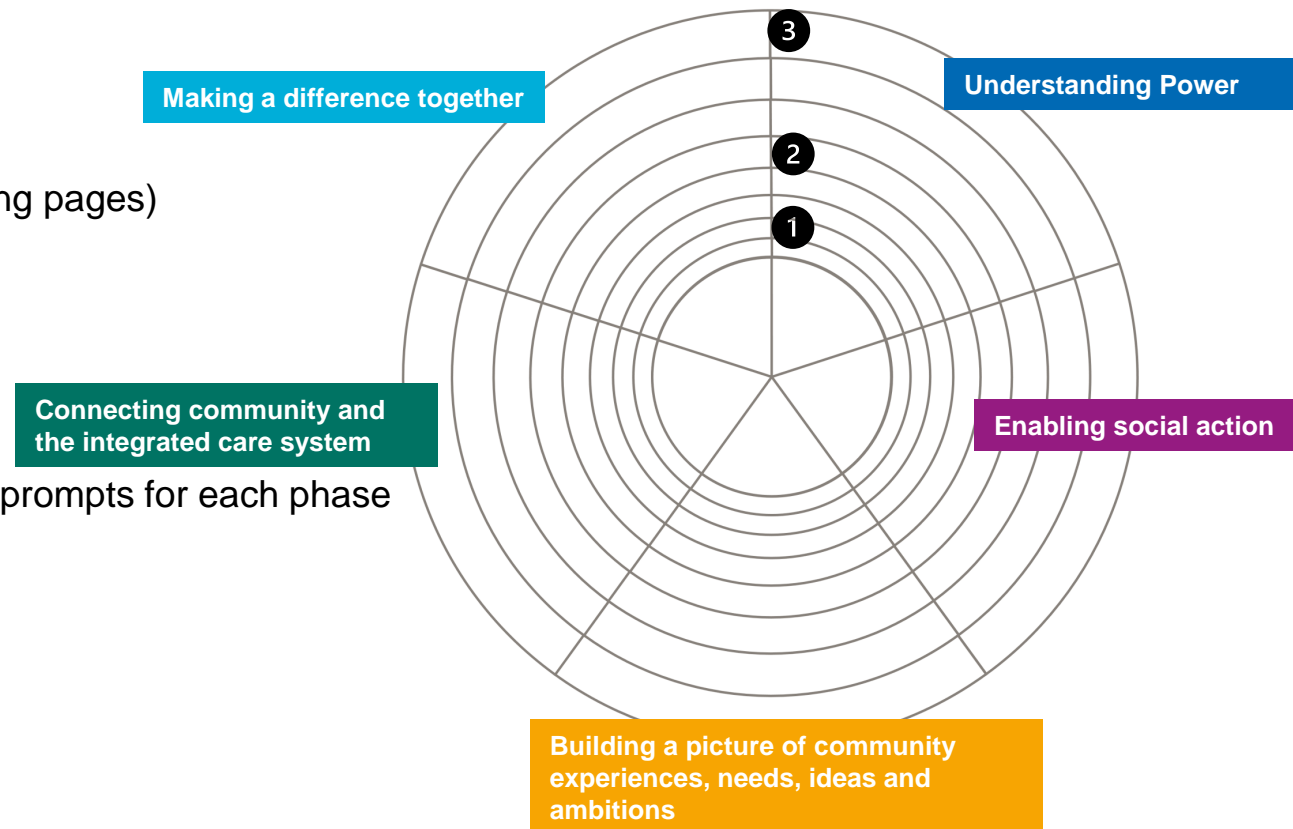 3
Making a difference together
Understanding Power
2
ng pages)
1
Connecting community and
the integrated care system
Enabling social action
prompts for each phase
Building a picture of community
experiences, needs, ideas and
ambitions